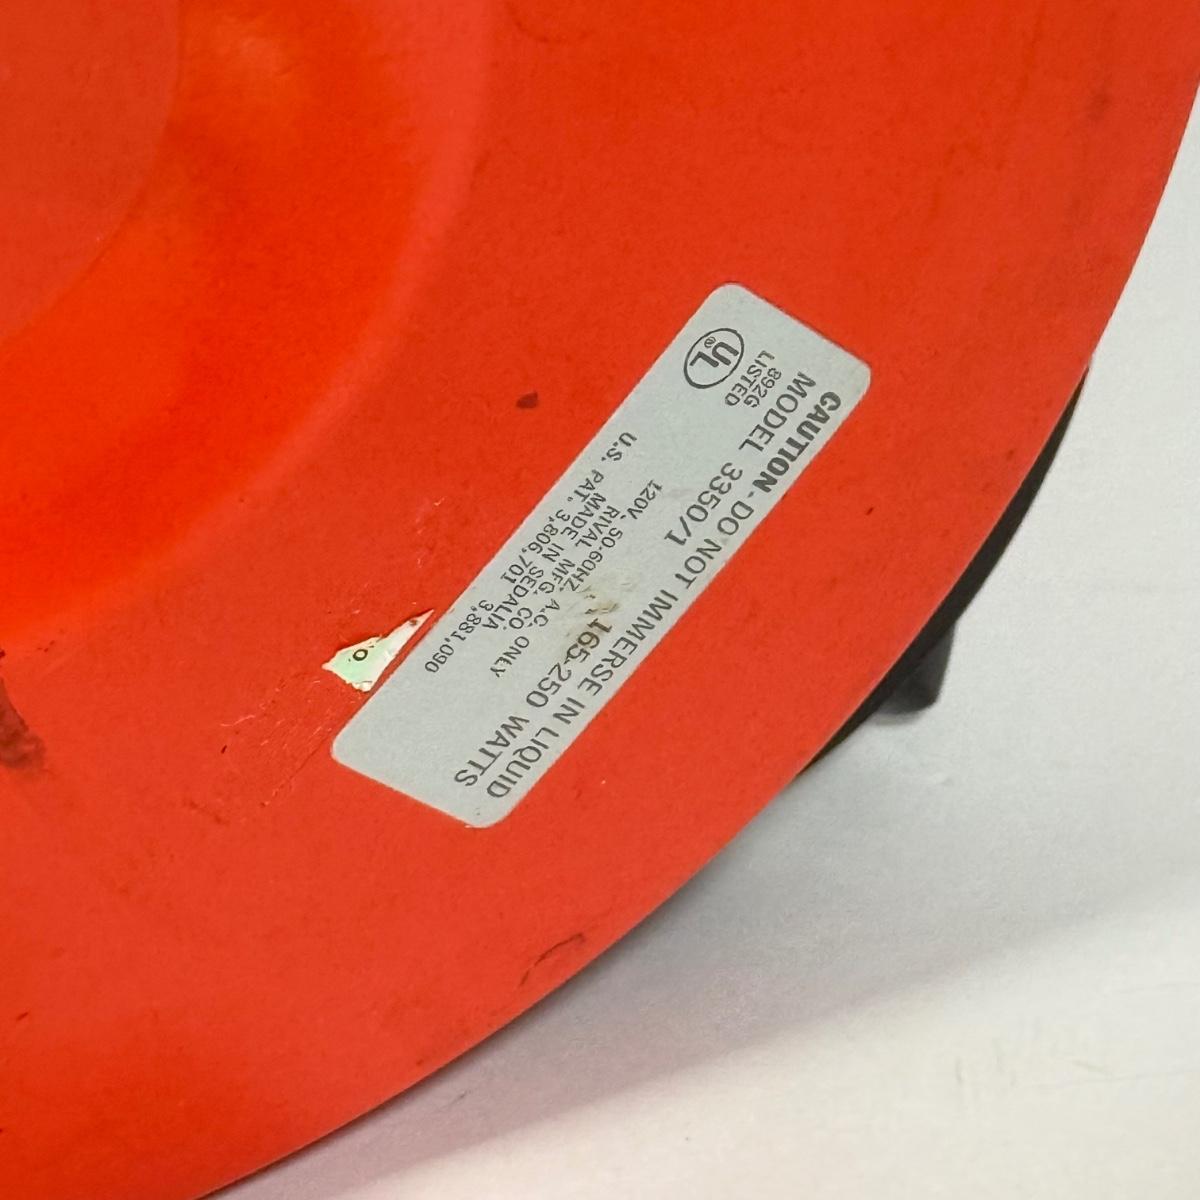 CAUTION - DO NOT IMMERSE IN LIQUID
MODEL 3350/1 165-250 WATTS
892G
LISTED
UL
®
120V. 50-60HZ. A.C. ONLY
RIVAL MFG. CO.
MADE IN SEDALIA
U.S. PAT. 3,806,701 3,881,090